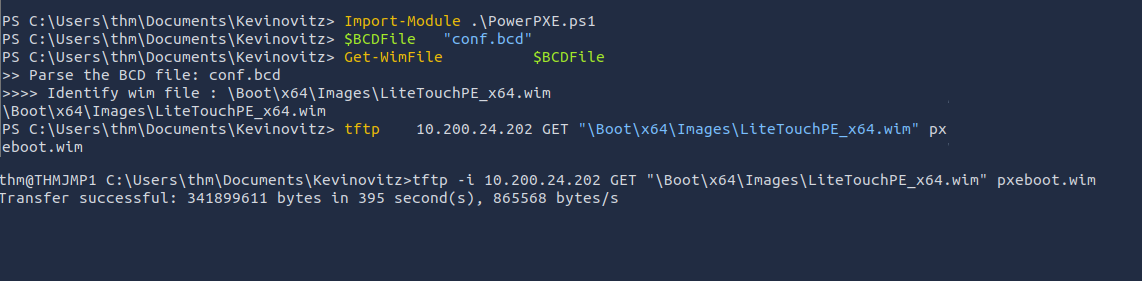 PS C:\Users\thm\Documents\Kevinovitz> Import-Module .\PowerPXE.ps1
PS C:\Users\thm\Documents\Kevinovitz> $BCDFile "conf.bcd"
PS C:\Users\thm\Documents\Kevinovitz> Get-WimFile $BCDFile
>> Parse the BCD file: conf.bcd
>>>> Identify wim file : \Boot\x64\Images\LiteTouchPE_x64.wim
\Boot\x64\Images\LiteTouchPE_x64.wim
PS C:\Users\thm\Documents\Kevinovitz> tftp 10.200.24.202 GET "\Boot\x64\Images\LiteTouchPE_x64.wim" px
eboot.wim
thm@THMJMP1 C:\Users\thm\Documents\Kevinovitz>tftp -i 10.200.24.202 GET "\Boot\x64\Images\LiteTouchPE_x64.wim" pxeboot.wim
Transfer successful: 341899611 bytes in 395 second(s), 865568 bytes/s